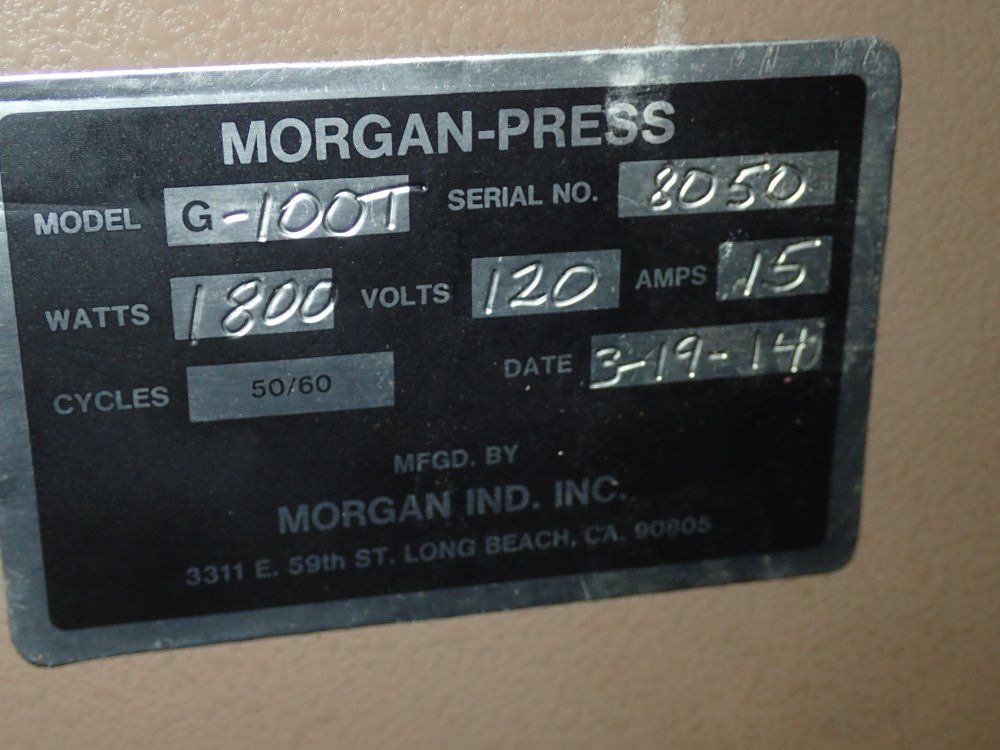 MORGAN-PRESS
MODEL G-100T SERIAL NO. 8050
WATTS 1800 VOLTS 120 AMPS 15
CYCLES 50/60 DATE 3-19-14
MFGD. BY
MORGAN IND. INC.
3311 E. 59th ST. LONG BEACH, CA. 90805